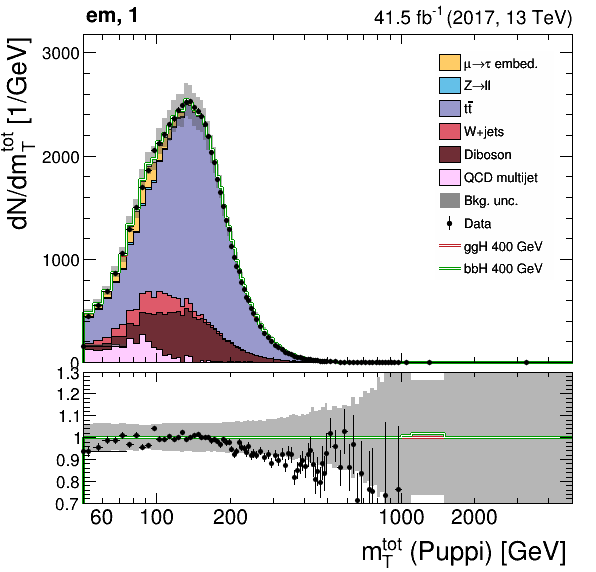 em, 1
41.5 fb⁻¹ (2017, 13 TeV)
dN/dm_T^tot [1/GeV]
3000
2000
1000
0
μ→τ embed.
Z→ll
tt̄
W+jets
Diboson
QCD multijet
Bkg. unc.
Data
ggH 400 GeV
bbH 400 GeV
1.3
1.2
1.1
1
0.9
0.8
0.7
60 100 200 1000 2000
m_T^tot (Puppi) [GeV]